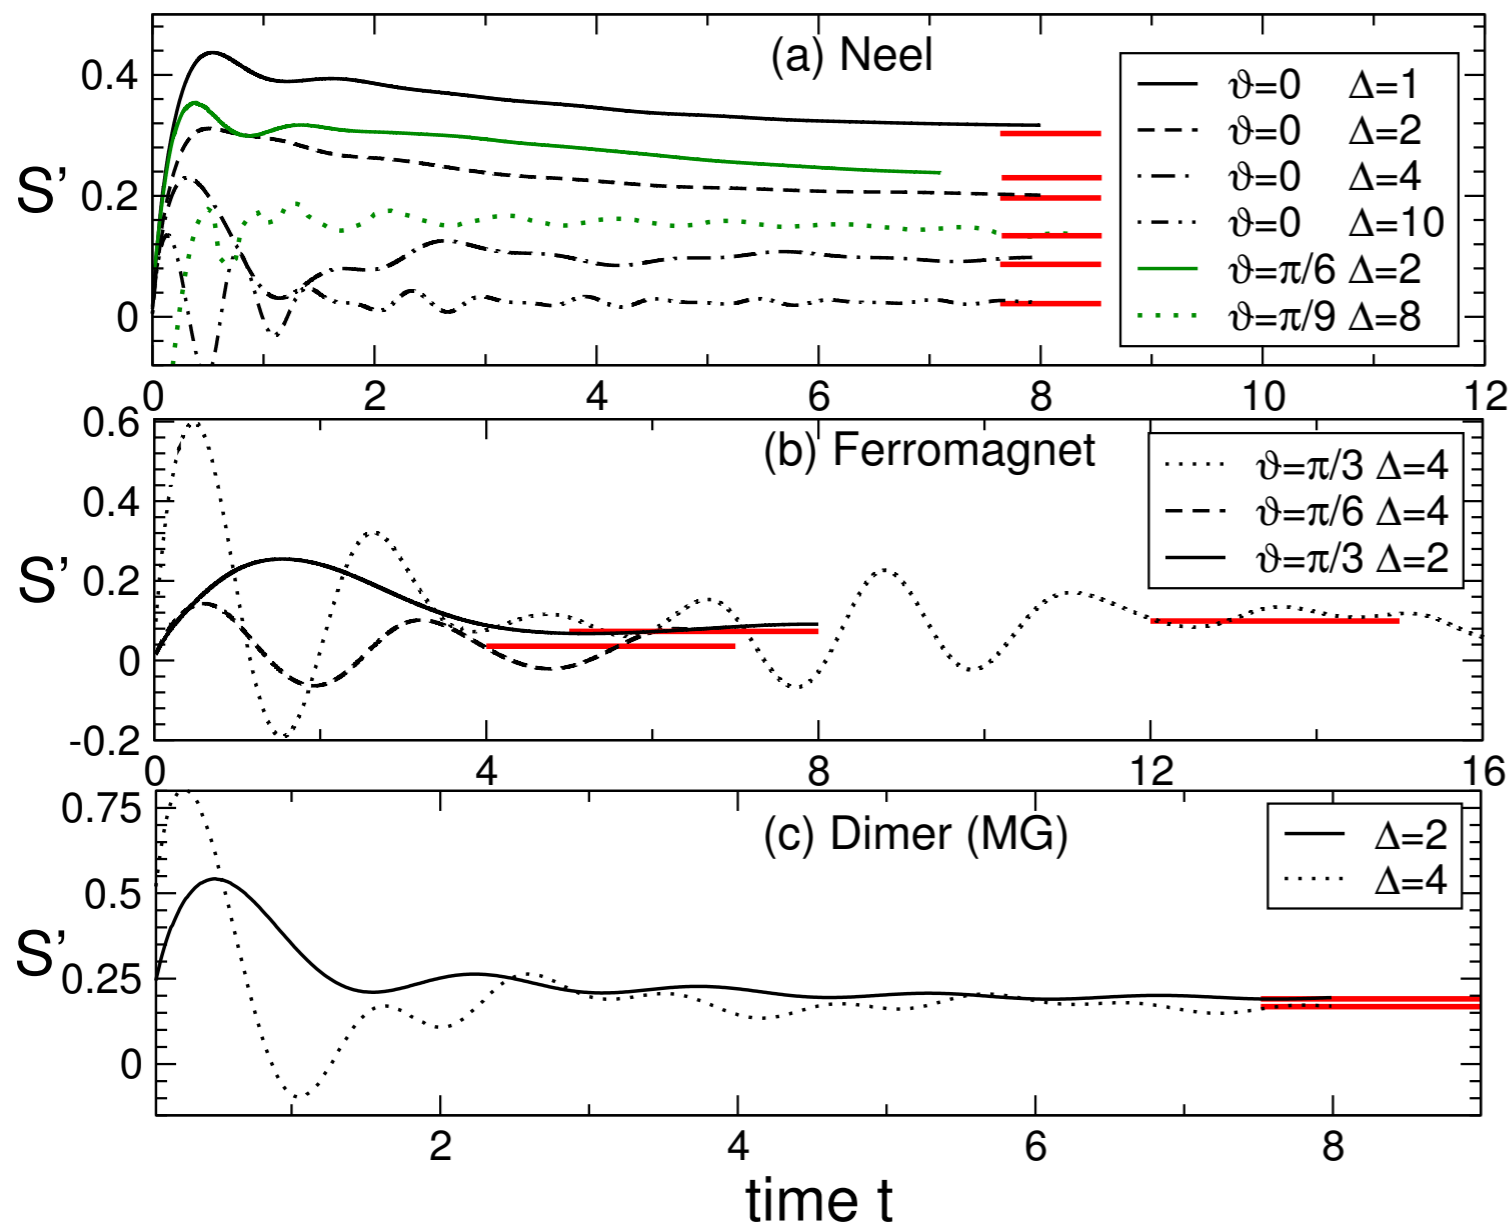 (a) Neel
S’
0.4
0.2
0
ϑ=0 Δ=1
ϑ=0 Δ=2
ϑ=0 Δ=4
ϑ=0 Δ=10
ϑ=π/6 Δ=2
ϑ=π/9 Δ=8
0 2 4 6 8 10 12
(b) Ferromagnet
S’
0.6
0.4
0.2
0
-0.2
ϑ=π/3 Δ=4
ϑ=π/6 Δ=4
ϑ=π/3 Δ=2
0 4 8 12 16
(c) Dimer (MG)
S’
0.75
0.5
0.25
0
Δ=2
Δ=4
2 4 6 8
time t